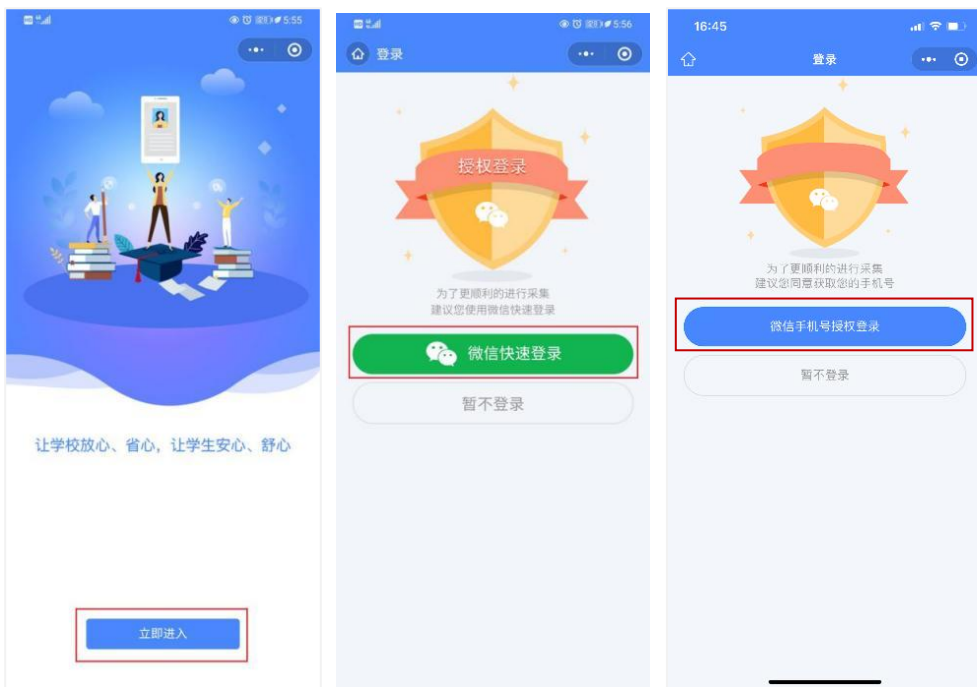 5:55
让学校放心、省心，让学生安心、舒心
立即进入
5:56
登录
授权登录
为了更顺利的进行采集
建议您使用微信快速登录
微信快速登录
暂不登录
16:45
登录
为了更顺利的进行采集
建议您同意获取您的手机号
微信手机号授权登录
暂不登录